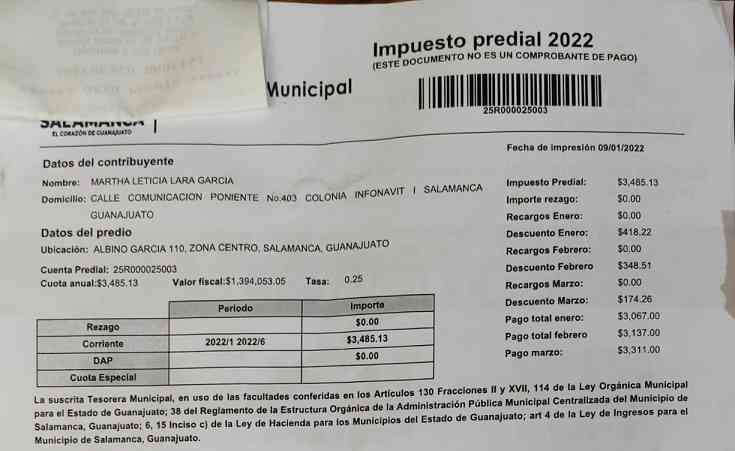 Impuesto predial 2022
(ESTE DOCUMENTO NO ES UN COMPROBANTE DE PAGO)
Municipal
25R000025003
SALAMANCA
EL CORAZÓN DE GUANAJUATO
Fecha de impresión 09/01/2022
Datos del contribuyente
Nombre: MARTHA LETICIA LARA GARCIA
Domicilio: CALLE COMUNICACION PONIENTE No.403 COLONIA INFONAVIT I SALAMANCA
GUANAJUATO
Datos del predio
Ubicación: ALBINO GARCIA 110, ZONA CENTRO, SALAMANCA, GUANAJUATO
Cuenta Predial: 25R000025003
Cuota anual:$3,485.13 Valor fiscal:$1,394,053.05 Tasa: 0.25
Impuesto Predial: $3,485.13
Importe rezago: $0.00
Recargos Enero: $0.00
Descuento Enero: $418.22
Recargos Febrero: $0.00
Descuento Febrero $348.51
Recargos Marzo: $0.00
Descuento Marzo: $174.26
Pago total enero: $3,067.00
Pago total febrero $3,137.00
Pago marzo: $3,311.00
Periodo Importe
Rezago $0.00
Corriente 2022/1 2022/6 $3,485.13
DAP $0.00
Cuota Especial
La suscrita Tesorera Municipal, en uso de las facultades conferidas en los Artículos 130 Fracciones II y XVII, 114 de la Ley Orgánica Municipal
para el Estado de Guanajuato; 38 del Reglamento de la Estructura Orgánica de la Administración Pública Municipal Centralizada del Municipio de
Salamanca, Guanajuato; 6, 15 Inciso c) de la Ley de Hacienda para los Municipios del Estado de Guanajuato; art 4 de la Ley de Ingresos para el
Municipio de Salamanca, Guanajuato.